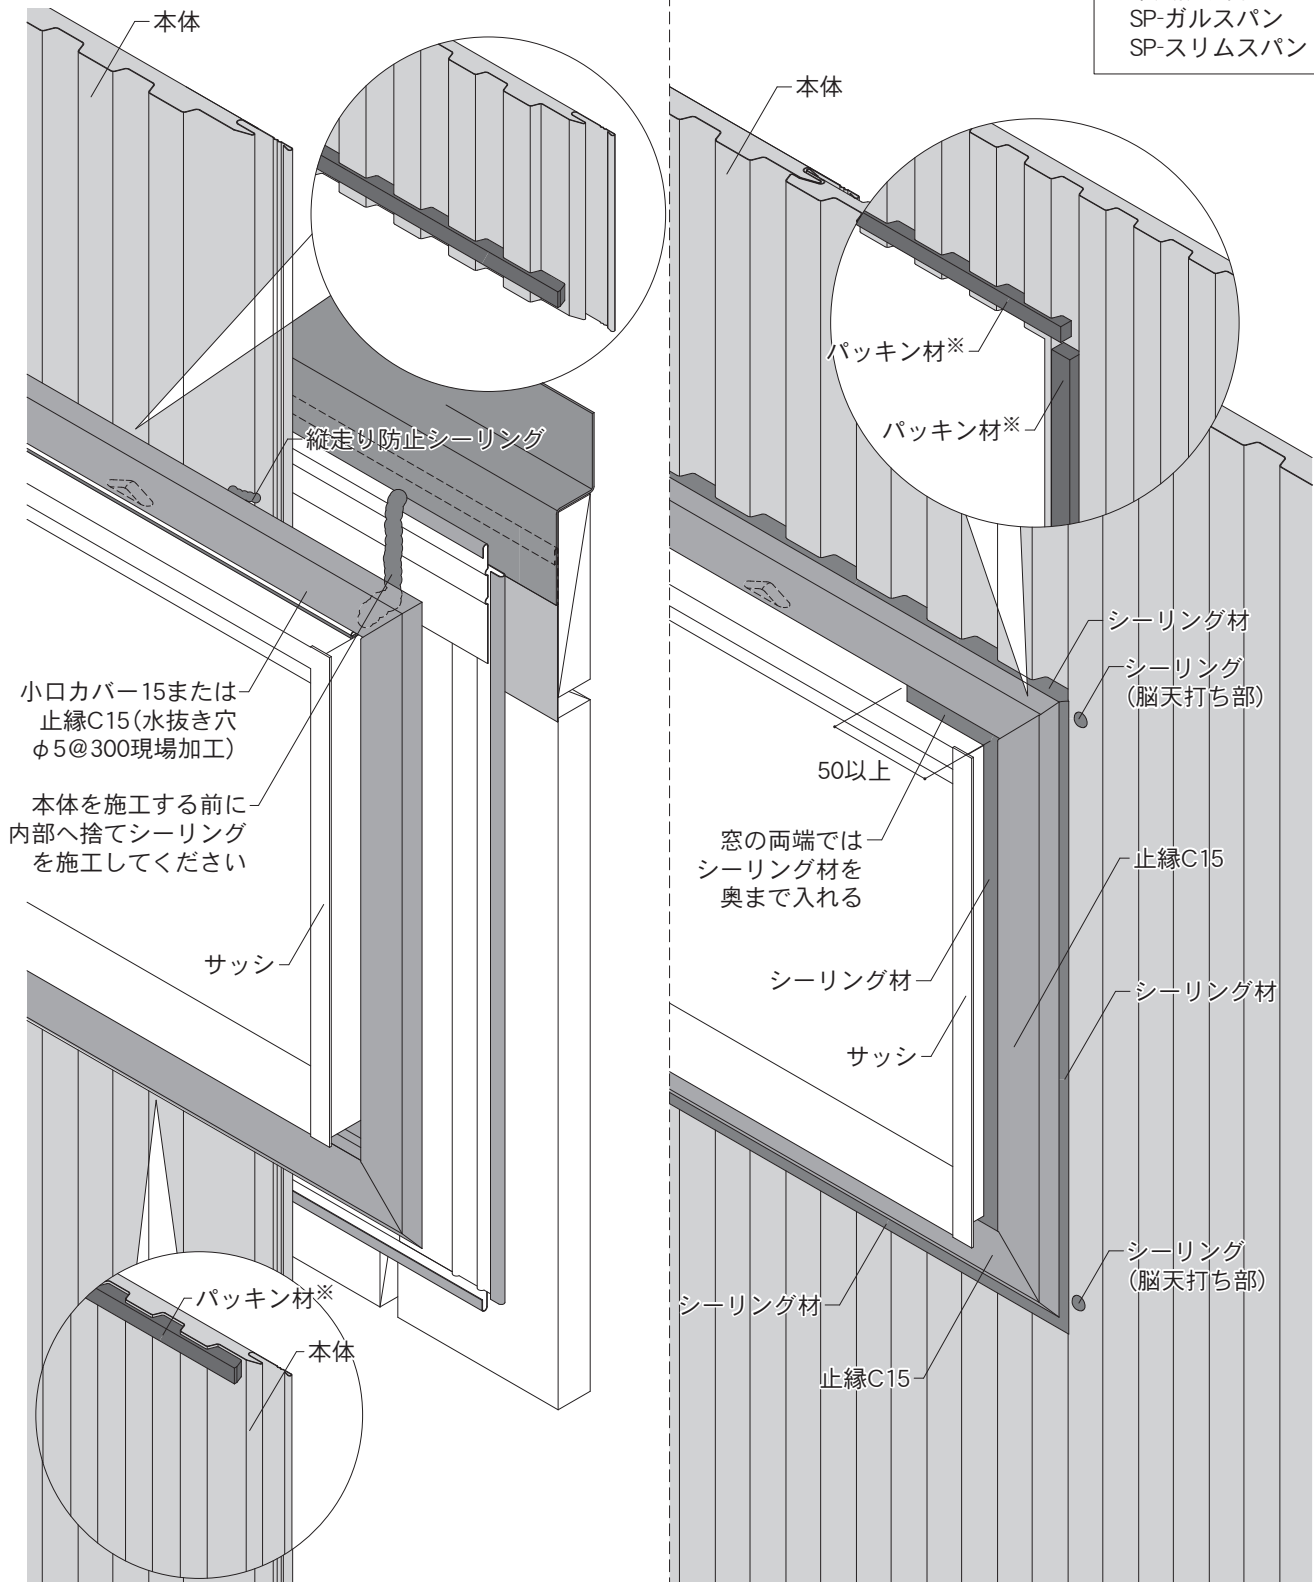 本体
縦走り防止シーリング
小口カバー15または
止縁C15(水抜き穴
φ5@300現場加工)
本体を施工する前に
内部へ捨てシーリング
を施工してください
サッシ
パッキン材※
本体
SP-ガルスパン
SP-スリムスパン
本体
パッキン材※
パッキン材※
シーリング材
シーリング
(脳天打ち部)
50以上
窓の両端では
シーリング材を
奥まで入れる
止縁C15
シーリング材
シーリング材
サッシ
シーリング
(脳天打ち部)
シーリング材
止縁C15